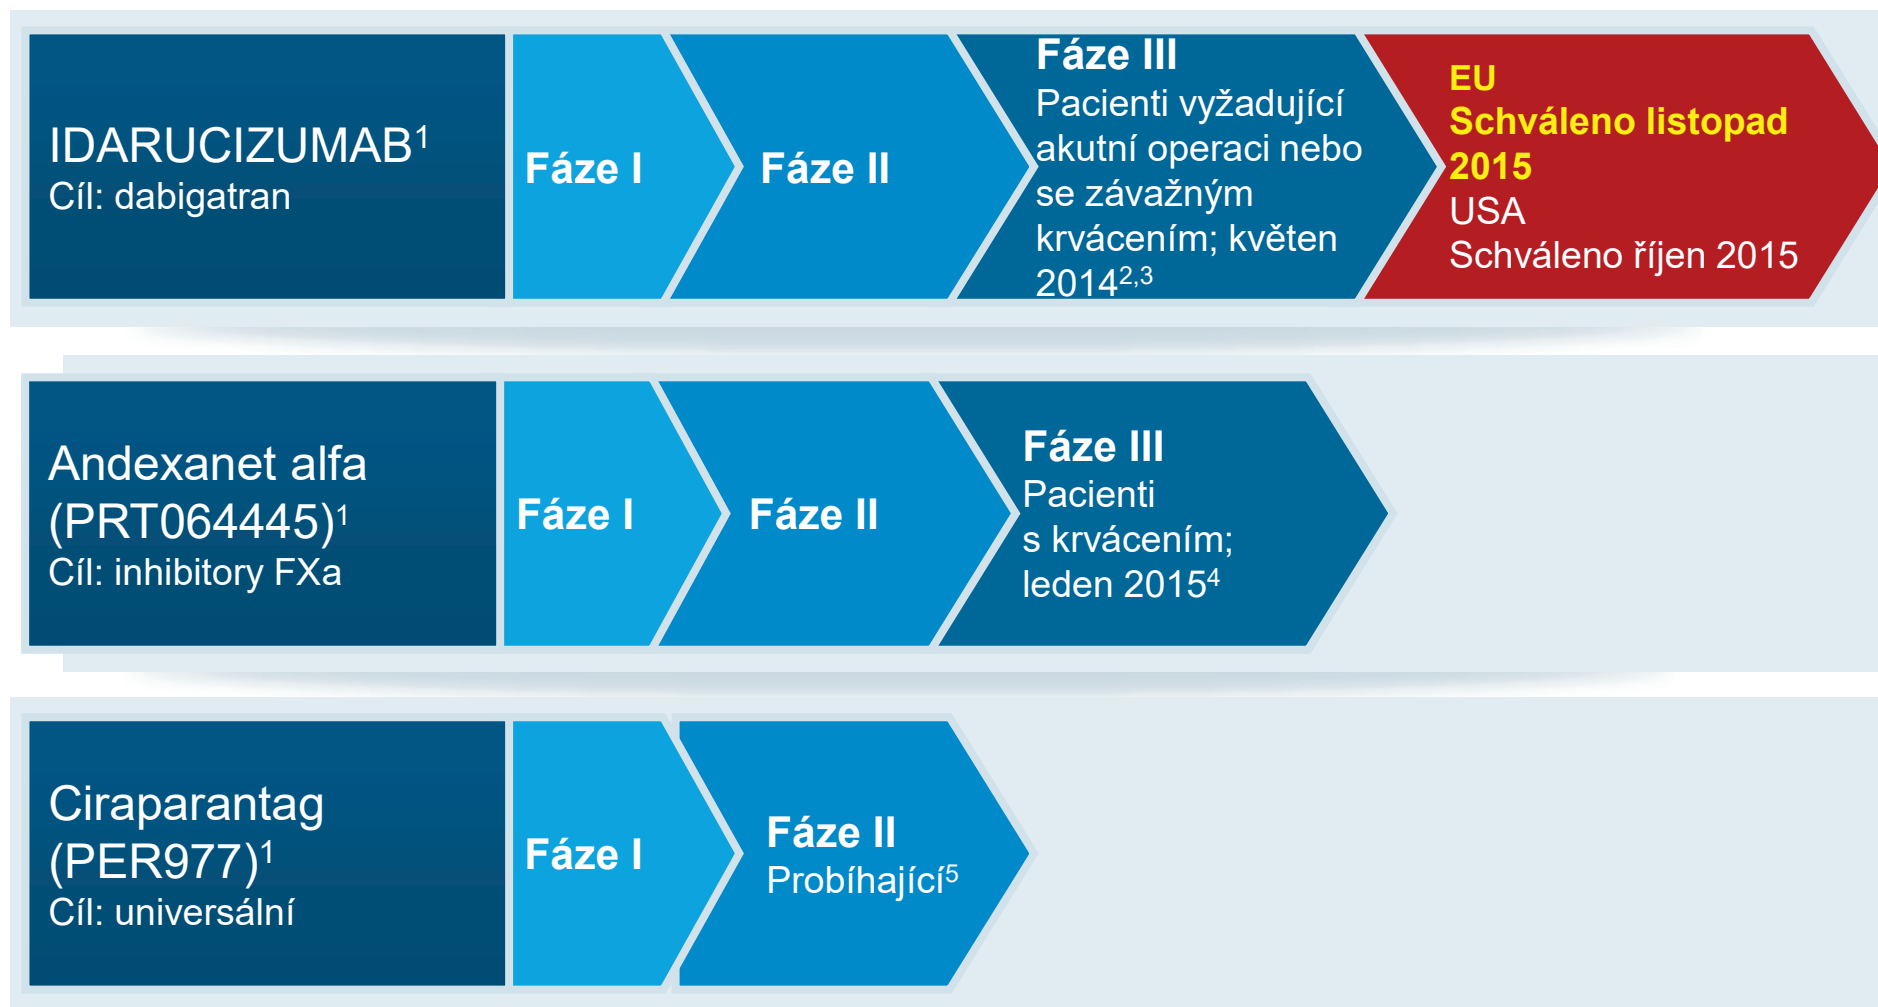 IDARUCIZUMAB¹
Cíl: dabigatran
Fáze I
Fáze II
Fáze III
Pacienti vyžadující
akutní operaci nebo
se závažným
krvácením; květen
2014²,³
EU
Schváleno listopad
2015
USA
Schváleno říjen 2015
Andexanet alfa
(PRT064445)¹
Cíl: inhibitory FXa
Fáze I
Fáze II
Fáze III
Pacienti
s krvácením;
leden 2015⁴
Ciraparantag
(PER977)¹
Cíl: universální
Fáze I
Fáze II
Probíhající⁵